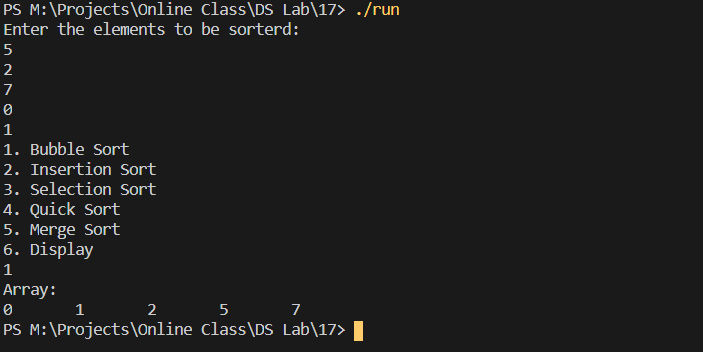 PS M:\Projects\Online Class\DS Lab\17> ./run
Enter the elements to be sorterd:
5
2
7
0
1
1. Bubble Sort
2. Insertion Sort
3. Selection Sort
4. Quick Sort
5. Merge Sort
6. Display
1
Array:
0 1 2 5 7
PS M:\Projects\Online Class\DS Lab\17>